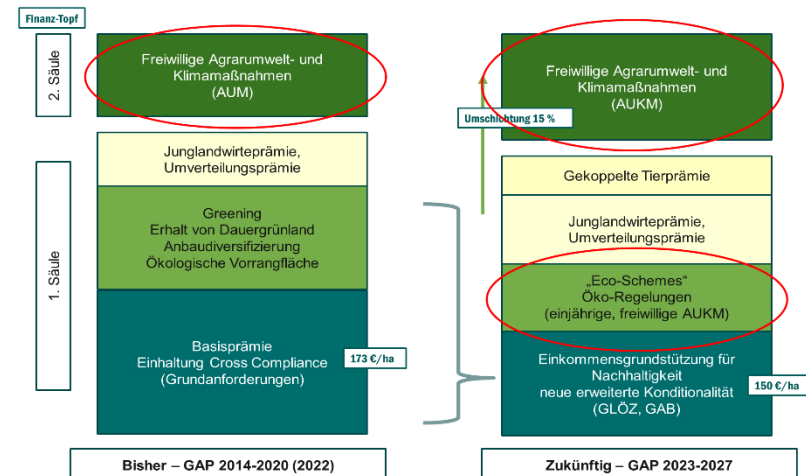 Finanz-Topf
2. Säule
Freiwillige Agrarumwelt- und
Klimamaßnahmen
(AUM)
1. Säule
Junglandwirteprämie,
Umverteilungsprämie
Greening
Erhalt von Dauergrünland
Anbaudiversifizierung
Ökologische Vorrangfläche
Basisprämie
Einhaltung Cross Compliance
(Grundanforderungen)
173 €/ha
Bisher – GAP 2014-2020 (2022)
Freiwillige Agrarumwelt- und
Klimamaßnahmen
(AUKM)
Umschichtung 15 %
Gekoppelte Tierprämie
Junglandwirteprämie,
Umverteilungsprämie
„Eco-Schemes"
Öko-Regelungen
(einjährige, freiwillige AUKM)
Einkommensgrundstützung für
Nachhaltigkeit
neue erweiterte Konditionalität
(GLÖZ, GAB)
150 €/ha
Zukünftig – GAP 2023-2027